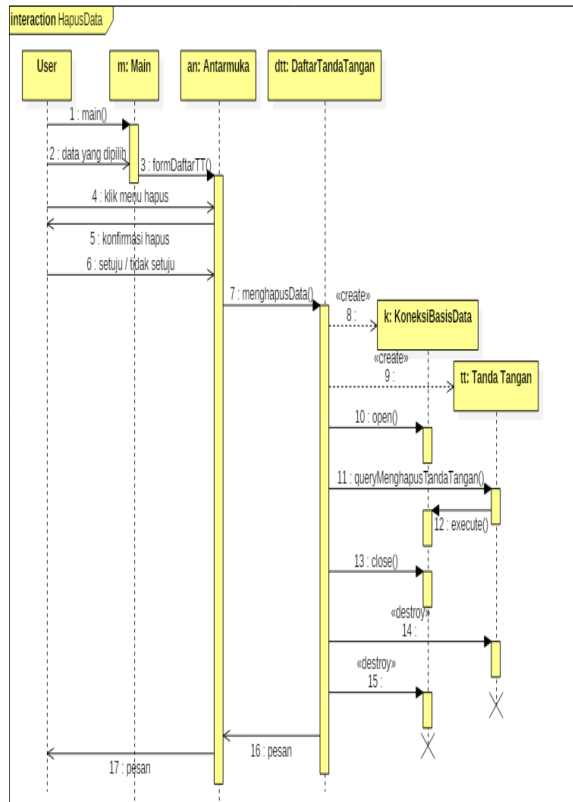 interaction HapusData
User
m: Main
an: Antarmuka
dtt: DaftarTandaTangan
1 : main()
2 : data yang dipilih
3 : formDaftarTT()
4 : klik menu hapus
5 : konfirmasi hapus
6 : setuju / tidak setuju
7 : menghapusData()
«create»
8 :
k: KoneksiBasisData
«create»
9 :
tt: Tanda Tangan
10 : open()
11 : queryMenghapusTandaTangan()
12 : execute()
13 : close()
«destroy»
14 :
«destroy»
15 :
16 : pesan
17 : pesan